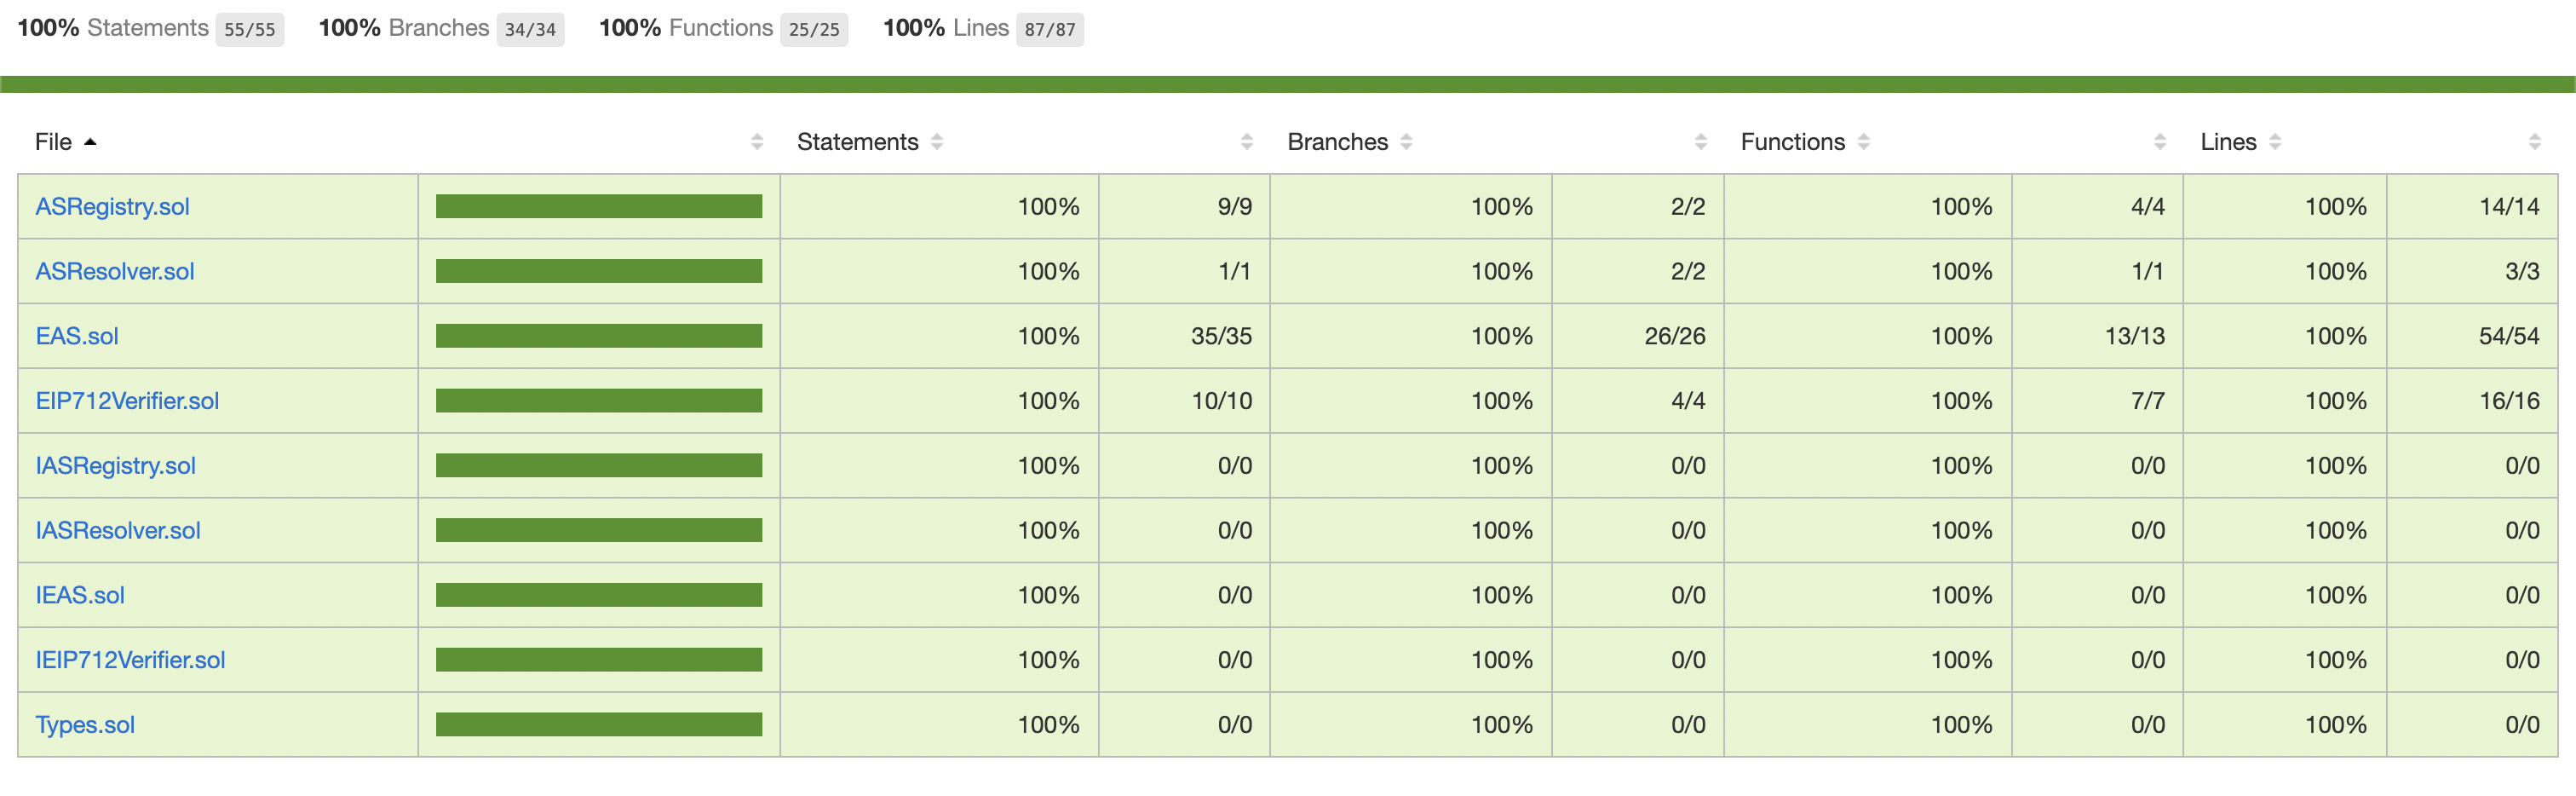 100% Statements 55/55 100% Branches 34/34 100% Functions 25/25 100% Lines 87/87
File Statements Branches Functions Lines
ASRegistry.sol 100% 9/9 100% 2/2 100% 4/4 100% 14/14
ASResolver.sol 100% 1/1 100% 2/2 100% 1/1 100% 3/3
EAS.sol 100% 35/35 100% 26/26 100% 13/13 100% 54/54
EIP712Verifier.sol 100% 10/10 100% 4/4 100% 7/7 100% 16/16
IASRegistry.sol 100% 0/0 100% 0/0 100% 0/0 100% 0/0
IASResolver.sol 100% 0/0 100% 0/0 100% 0/0 100% 0/0
IEAS.sol 100% 0/0 100% 0/0 100% 0/0 100% 0/0
IEIP712Verifier.sol 100% 0/0 100% 0/0 100% 0/0 100% 0/0
Types.sol 100% 0/0 100% 0/0 100% 0/0 100% 0/0